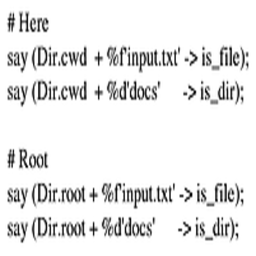 # Here
say (Dir.cwd + %f'input.txt' -> is_file);
say (Dir.cwd + %d'docs' -> is_dir);
# Root
say (Dir.root + %f'input.txt' -> is_file);
say (Dir.root + %d'docs' -> is_dir);